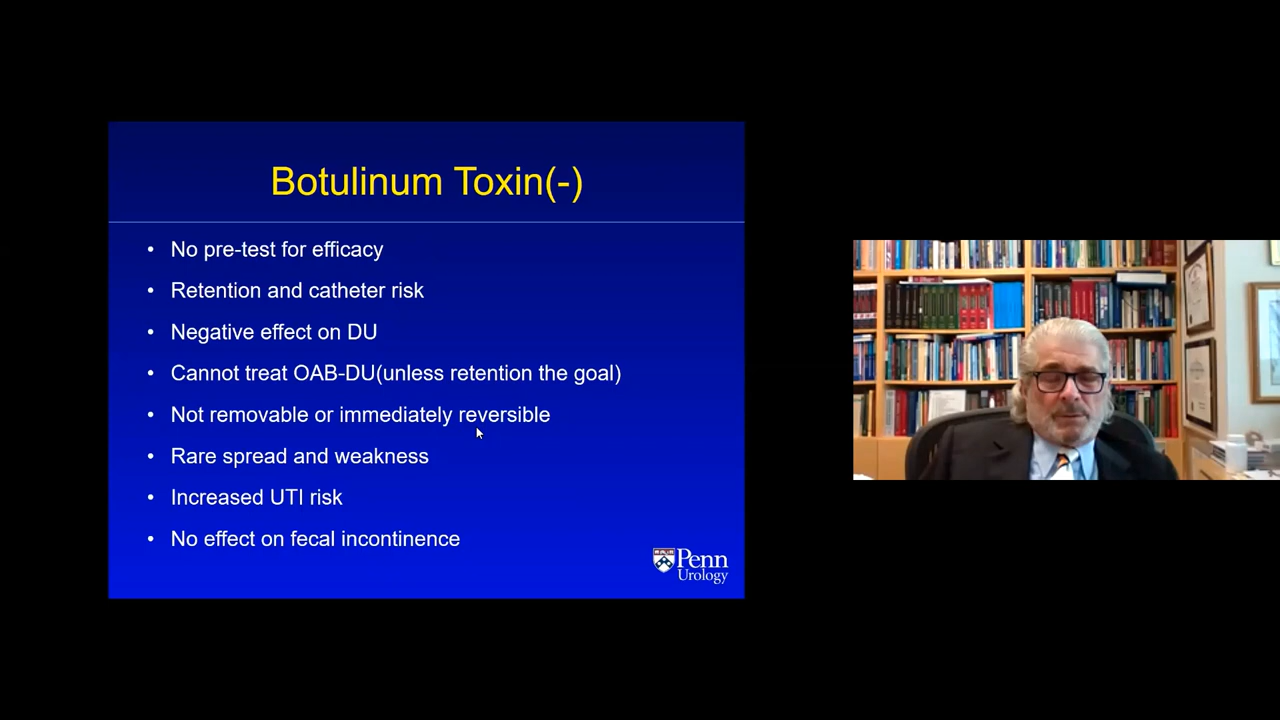 Botulinum Toxin(-)
• No pre-test for efficacy
• Retention and catheter risk
• Negative effect on DU
• Cannot treat OAB-DU(unless retention the goal)
• Not removable or immediately reversible
• Rare spread and weakness
• Increased UTI risk
• No effect on fecal incontinence
Penn
Urology